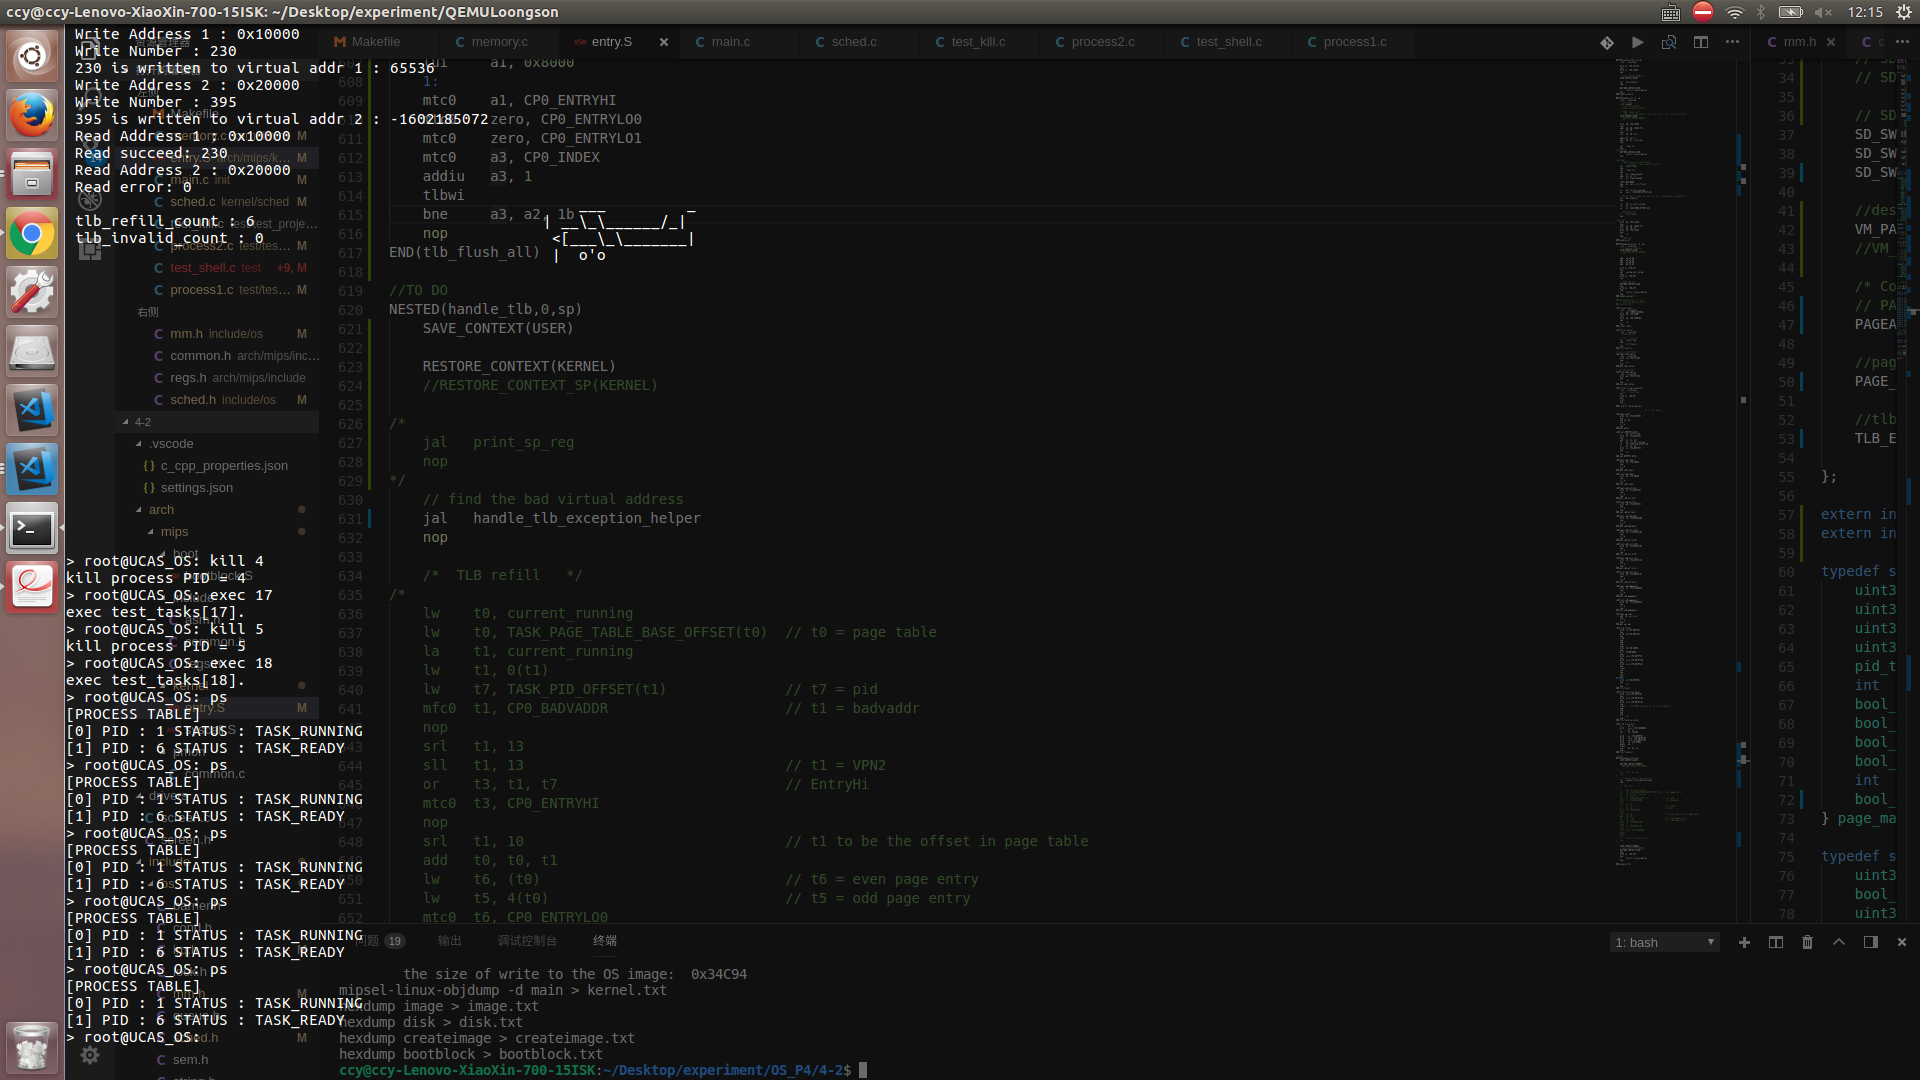 ccy@ccy-Lenovo-XiaoXin-700-15ISK: ~/Desktop/experiment/QEMULoongson
12:15
Write Address 1 : 0x10000
Write Number : 230
230 is written to virtual addr 1 : 65536
Write Address 2 : 0x20000
Write Number : 395
395 is written to virtual addr 2 : -1602185072
Read Address 1 : 0x10000
Read succeed: 230
Read Address 2 : 0x20000
Read error: 0
tlb_refill_count : 6
tlb_invalid_count : 0
> root@UCAS_OS: kill 4
kill process PID = 4
> root@UCAS_OS: exec 17
exec test_tasks[17].
> root@UCAS_OS: kill 5
kill process PID = 5
> root@UCAS_OS: exec 18
exec test_tasks[18].
> root@UCAS_OS: ps
[PROCESS TABLE]
[0] PID : 1 STATUS : TASK_RUNNING
[1] PID : 6 STATUS : TASK_READY
> root@UCAS_OS: ps
[PROCESS TABLE]
[0] PID : 1 STATUS : TASK_RUNNING
[1] PID : 6 STATUS : TASK_READY
> root@UCAS_OS: ps
[PROCESS TABLE]
[0] PID : 1 STATUS : TASK_RUNNING
[1] PID : 6 STATUS : TASK_READY
> root@UCAS_OS: ps
[PROCESS TABLE]
[0] PID : 1 STATUS : TASK_RUNNING
[1] PID : 6 STATUS : TASK_READY
> root@UCAS_OS: ps
[PROCESS TABLE]
[0] PID : 1 STATUS : TASK_RUNNING
[1] PID : 6 STATUS : TASK_READY
> root@UCAS_OS:
sched.c kernel/sched M
test_shell.c test +9, M
process1.c test/tes... M
右侧
mm.h include/os M
common.h arch/mips/inc...
regs.h arch/mips/include
sched.h include/os M
4-2
.vscode
c_cpp_properties.json
settings.json
arch
mips
sem.h
Makefile memory.c entry.S main.c sched.c test_kill.c process2.c test_shell.c process1.c mm.h
608 1:
609 mtc0 a1, CP0_ENTRYHI
zero, CP0_ENTRYLO0
611 mtc0 zero, CP0_ENTRYLO1
612 mtc0 a3, CP0_INDEX
613 addiu a3, 1
614 tlbwi
615 bne a3, a2, 1b
616 nop
617 END(tlb_flush_all)
618
619 //TO DO
620 NESTED(handle_tlb,0,sp)
621 SAVE_CONTEXT(USER)
622
623 RESTORE_CONTEXT(KERNEL)
624 //RESTORE_CONTEXT_SP(KERNEL)
625
626 /*
627 jal print_sp_reg
628 nop
629 */
630 // find the bad virtual address
631 jal handle_tlb_exception_helper
632 nop
633
634 /* TLB refill */
635 /*
636 lw t0, current_running
637 lw t0, TASK_PAGE_TABLE_BASE_OFFSET(t0) // t0 = page table
638 la t1, current_running
639 lw t1, 0(t1)
640 lw t7, TASK_PID_OFFSET(t1) // t7 = pid
641 mfc0 t1, CP0_BADVADDR // t1 = badvaddr
nop
643 srl t1, 13
644 sll t1, 13 // t1 = VPN2
645 or t3, t1, t7 // EntryHi
mtc0 t3, CP0_ENTRYHI
647 nop
648 srl t1, 10 // t1 to be the offset in page table
add t0, t0, t1
650 lw t6, (t0) // t6 = even page entry
651 lw t5, 4(t0) // t5 = odd page entry
652 mtc0 t6, CP0_ENTRYLO0
34 // SD
35
36 // SD
37 SD_SW
38 SD_SW
39 SD_SW
40
41 //des
42 VM_PA
43 //VM_
44
45 /* Co
46 // PA
47 PAGEA
48
49 //pag
50 PAGE_
51
52 //tlb
53 TLB_E
54
55 };
56
57 extern in
58 extern in
59
60 typedef s
61 uint3
62 uint3
63 uint3
64 uint3
65 pid_t
66 int
67 bool_
68 bool_
69 bool_
70 bool_
71 int
72 bool_
73 } page_ma
74
75 typedef s
76 uint3
77 bool_
78 uint3
问题 19 输出 调试控制台 终端 1: bash
the size of write to the OS image: 0x34C94
mipsel-linux-objdump -d main > kernel.txt
hexdump image > image.txt
hexdump disk > disk.txt
hexdump createimage > createimage.txt
hexdump bootblock > bootblock.txt
ccy@ccy-Lenovo-XiaoXin-700-15ISK:~/Desktop/experiment/OS_P4/4-2$